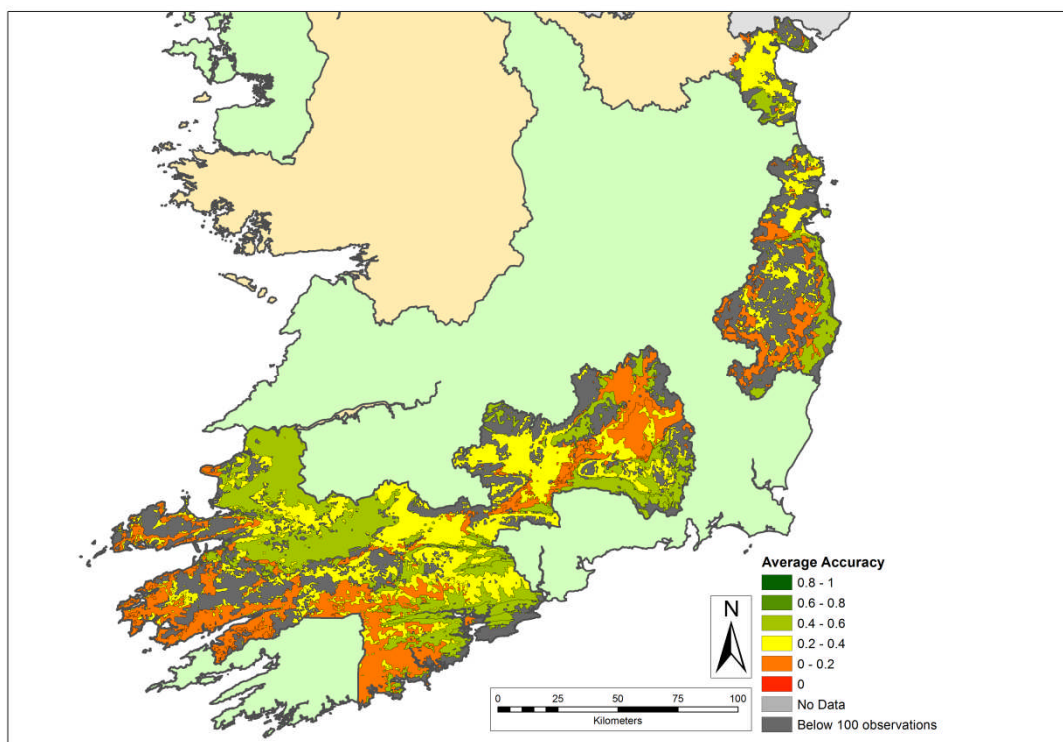 Average Accuracy
0.8 - 1
0.6 - 0.8
0.4 - 0.6
0.2 - 0.4
0 - 0.2
0
No Data
Below 100 observations
N
0 25 50 75 100
Kilometers